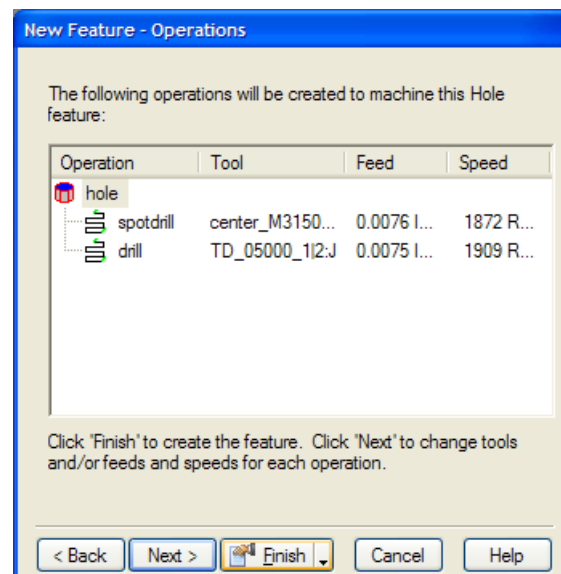 New Feature - Operations
The following operations will be created to machine this Hole
feature:
Operation Tool Feed Speed
hole
spotdrill center_M3150... 0.0076 I... 1872 R...
drill TD_05000_1|2:J 0.0075 I... 1909 R...
Click 'Finish' to create the feature. Click 'Next' to change tools
and/or feeds and speeds for each operation.
< Back Next > Finish Cancel Help